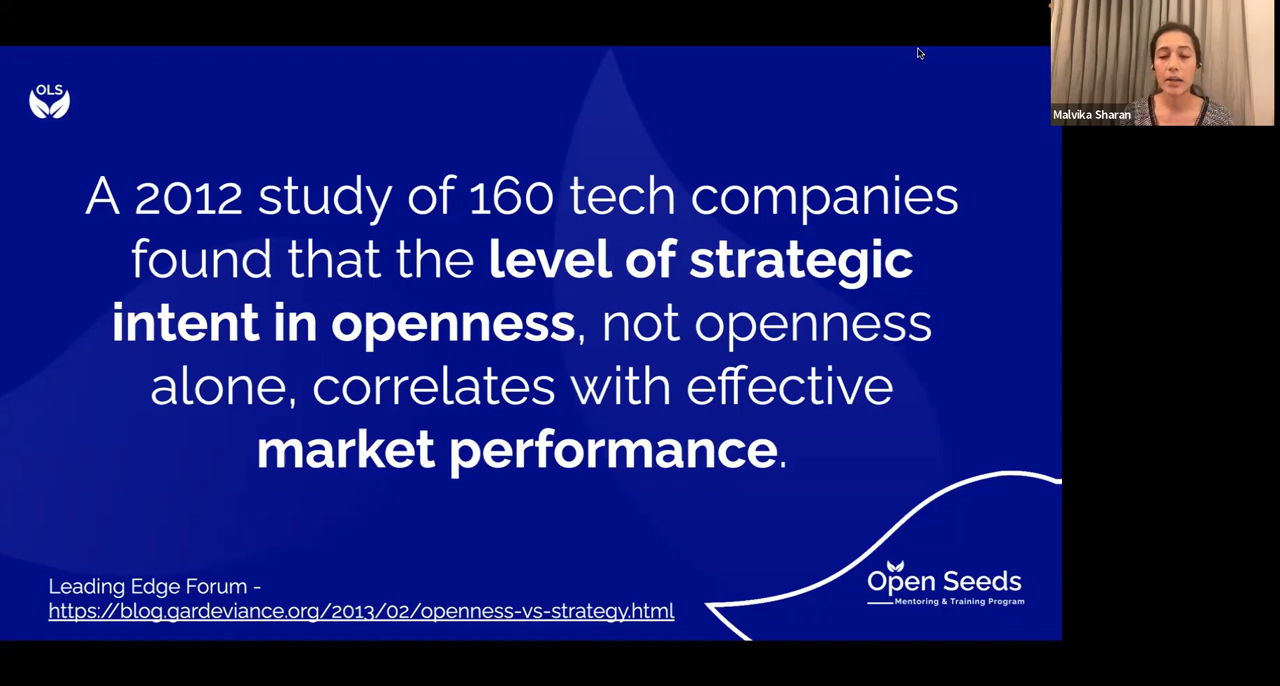 OLS
A 2012 study of 160 tech companies
found that the level of strategic
intent in openness, not openness
alone, correlates with effective
market performance.
Leading Edge Forum -
https://blog.gardeviance.org/2013/02/openness-vs-strategy.html
Open Seeds
Mentoring & Training Program
Malvika Sharan